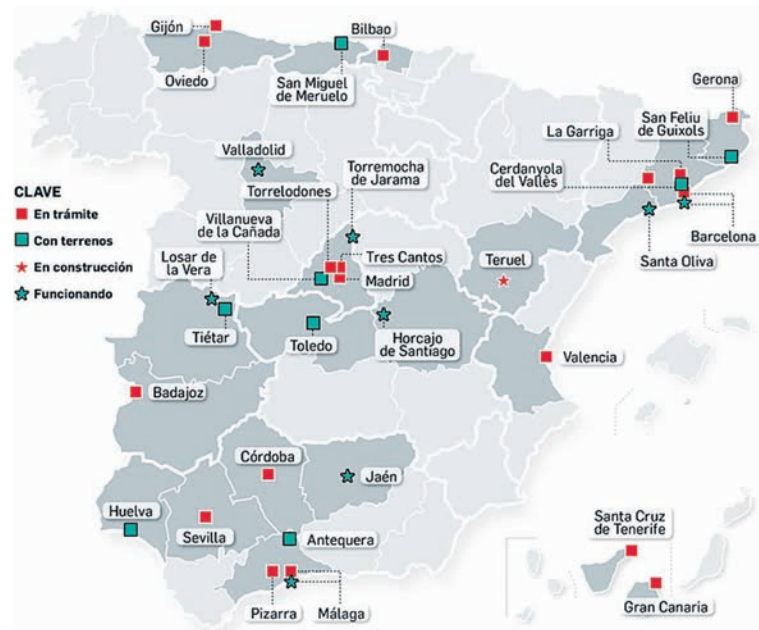 Gijón
Bilbao
Oviedo
San Miguel
de Meruelo
Gerona
San Feliu
de Guixols
La Garriga
Valladolid
Torremocha
de Jarama
Cerdanyola
del Vallès
CLAVE
En trámite
Con terrenos
En construcción
Funcionando
Torrelodones
Villanueva
de la Cañada
Barcelona
Tres Cantos
Santa Oliva
Losar de
la Vera
Teruel
Madrid
Tiétar
Toledo
Horcajo
de Santiago
Valencia
Badajoz
Córdoba
Jaén
Huelva
Sevilla
Antequera
Santa Cruz
de Tenerife
Pizarra
Málaga
Gran Canaria